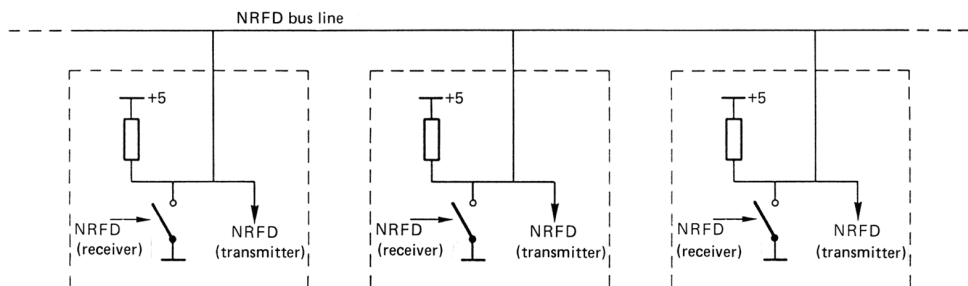 NRFD bus line
+5
+5
+5
NRFD
(receiver)
NRFD
(transmitter)
NRFD
(receiver)
NRFD
(transmitter)
NRFD
(receiver)
NRFD
(transmitter)